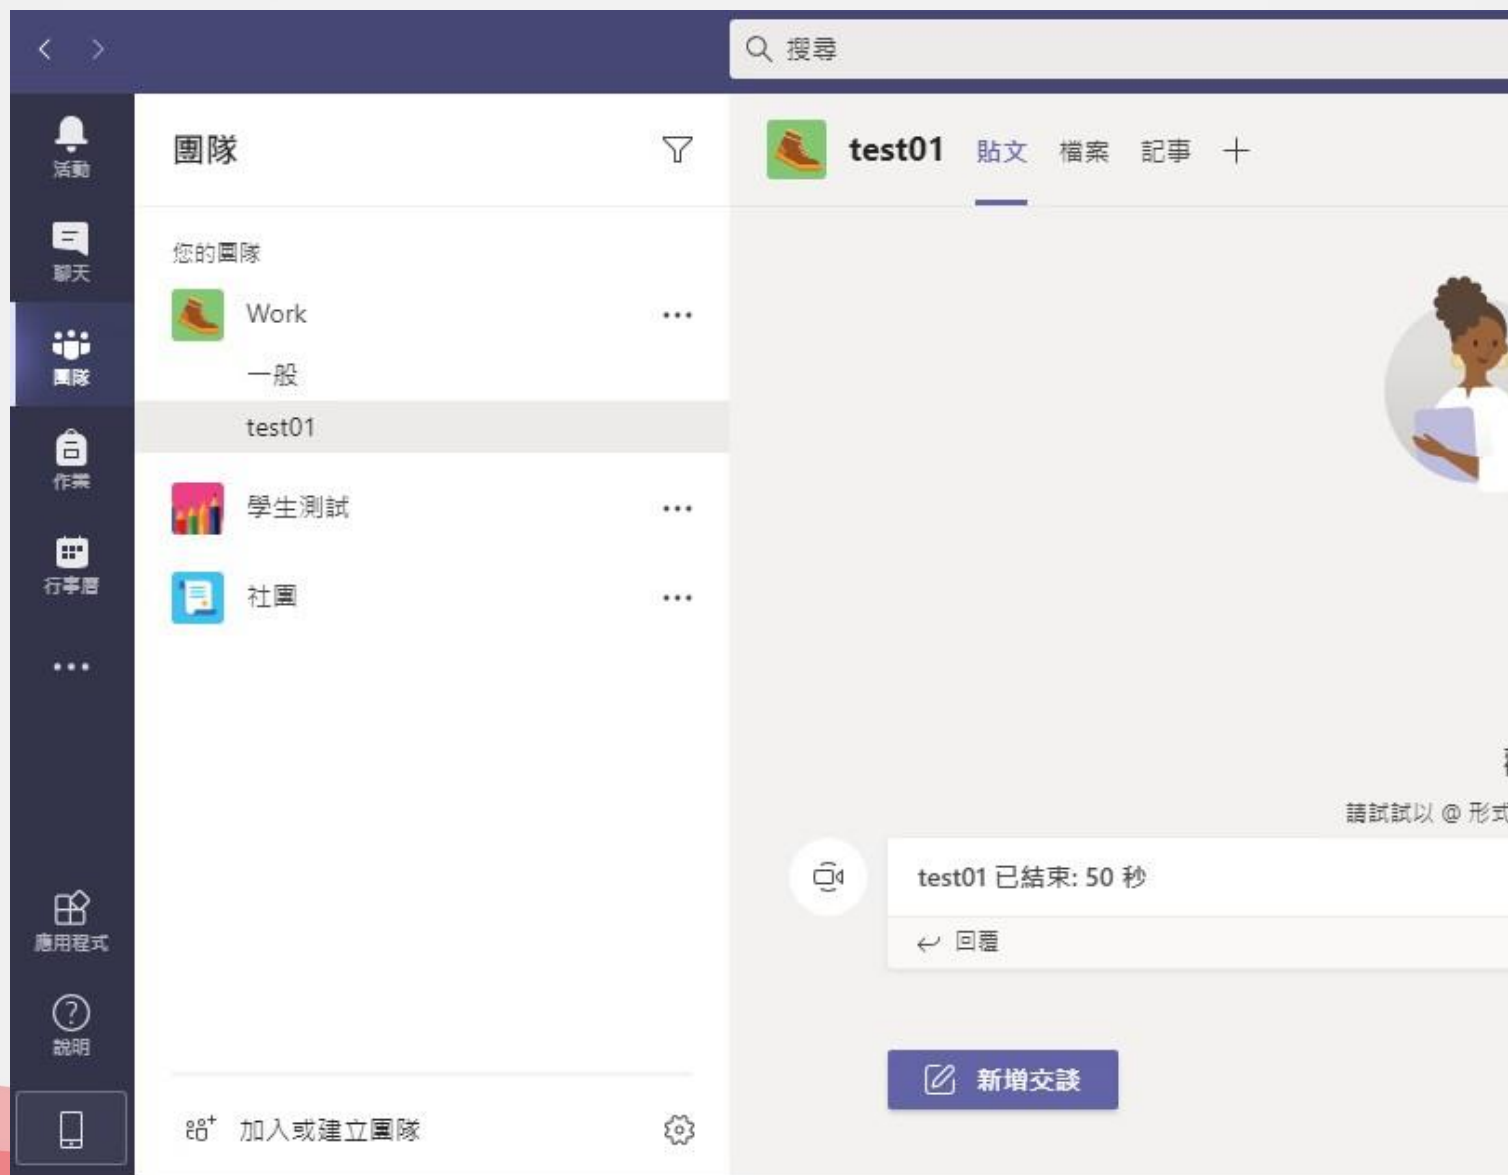 搜尋
活動
聊天
團隊
作業
行事曆
應用程式
說明
團隊
您的團隊
Work
一般
test01
學生測試
社團
加入或建立團隊
test01 貼文 檔案 記事
請試試以 @ 形式
test01 已結束: 50 秒
回覆
新增交談